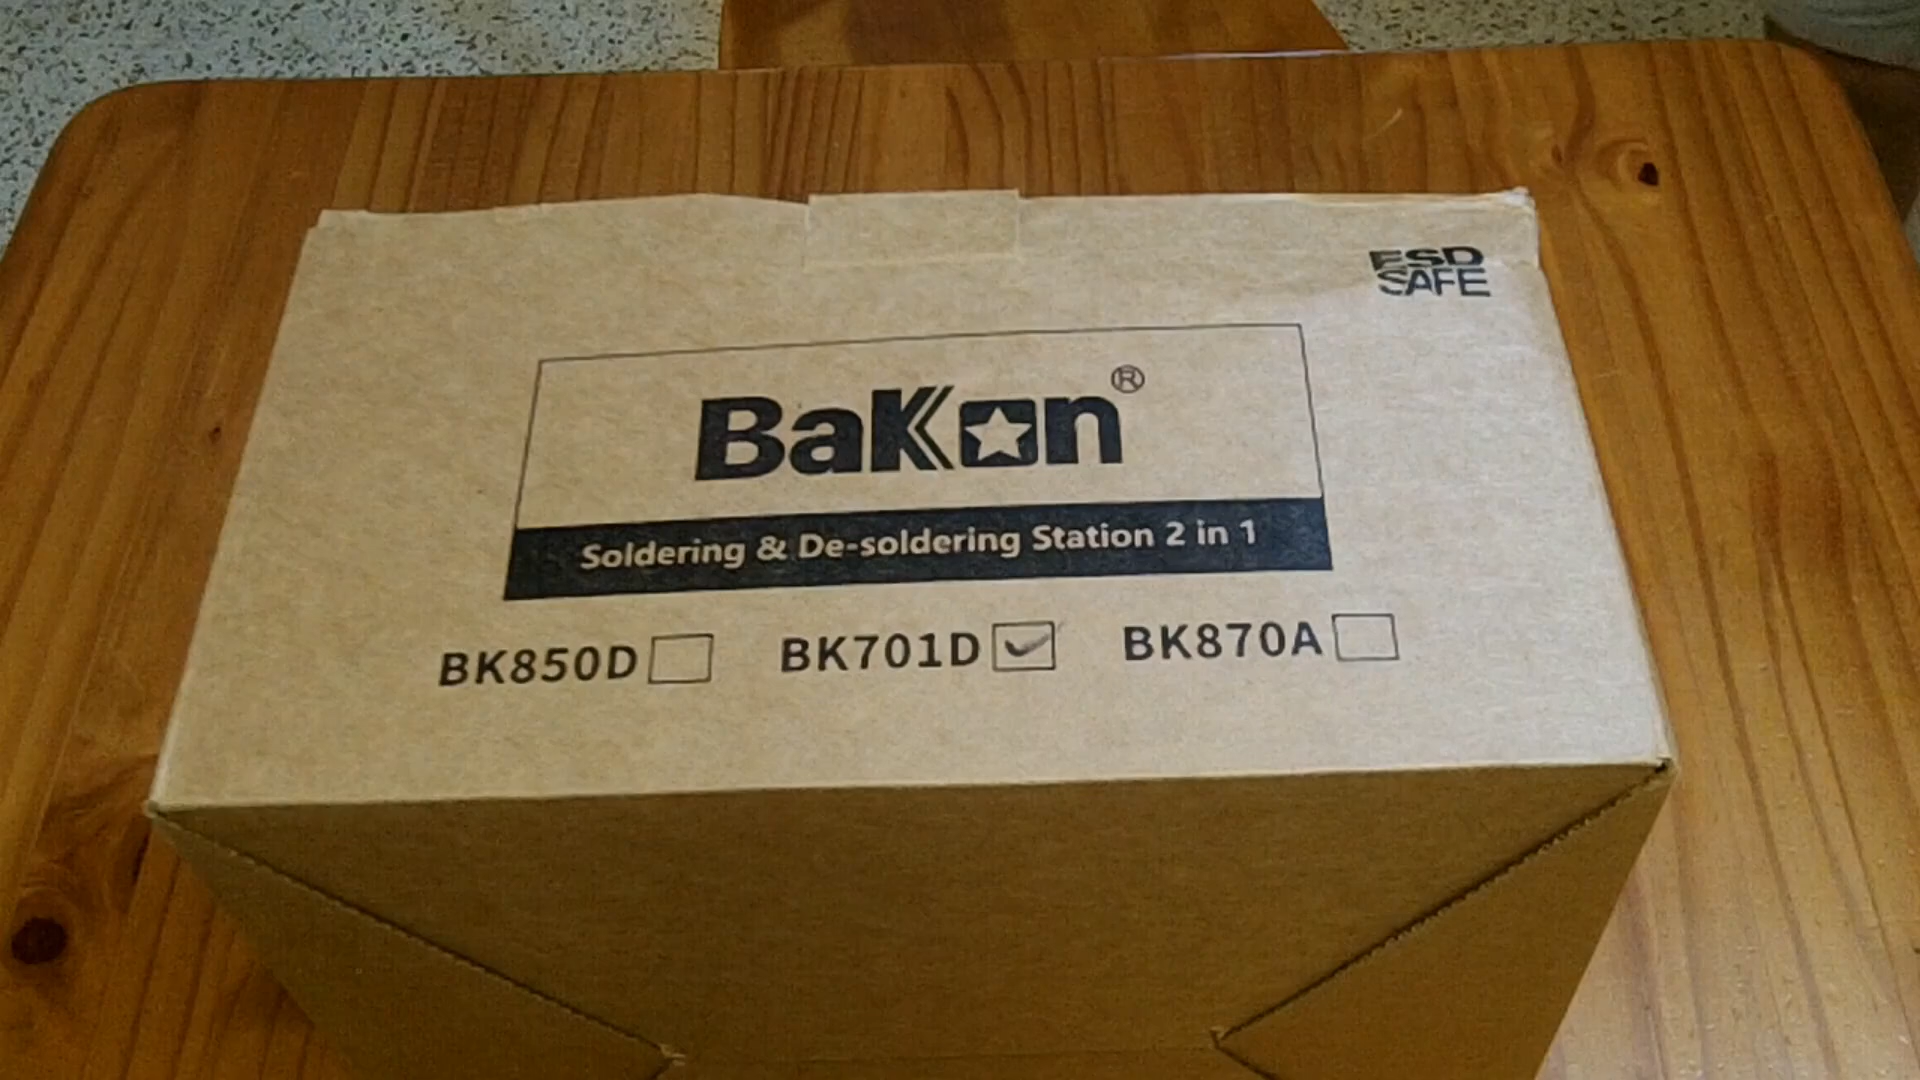 ESD
SAFE
BaKon®
Soldering & De-soldering Station 2 in 1
BK850D BK701D BK870A